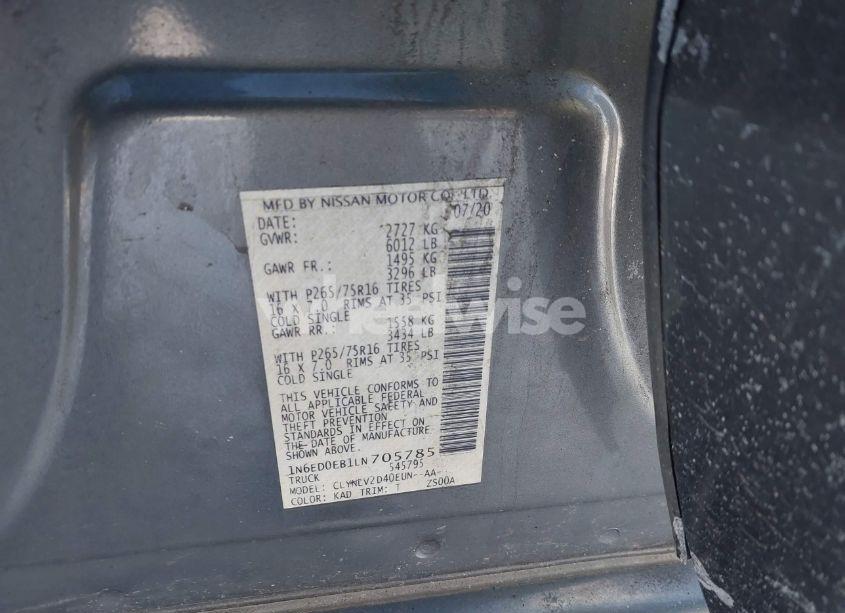 MFD BY NISSAN MOTOR CO., LTD.
DATE: 07/20
GVWR: 2727 KG
6012 LB
GAWR FR.: 1495 KG
3296 LB
WITH P265/75R16 TIRES
16 X 7.0 RIMS AT 35 PSI
COLD SINGLE
GAWR RR.: 1558 KG
3434 LB
WITH P265/75R16 TIRES
16 X 7.0 RIMS AT 35 PSI
COLD SINGLE
THIS VEHICLE CONFORMS TO
ALL APPLICABLE FEDERAL
MOTOR VEHICLE SAFETY AND
THEFT PREVENTION
STANDARDS IN EFFECT ON
THE DATE OF MANUFACTURE
SHOWN ABOVE.
1N6ED0EB1LN705785
TRUCK 545795
MODEL: CLYNEV2D40EUN--AA-
COLOR: KAD TRIM: T ZS00A
wheelwise